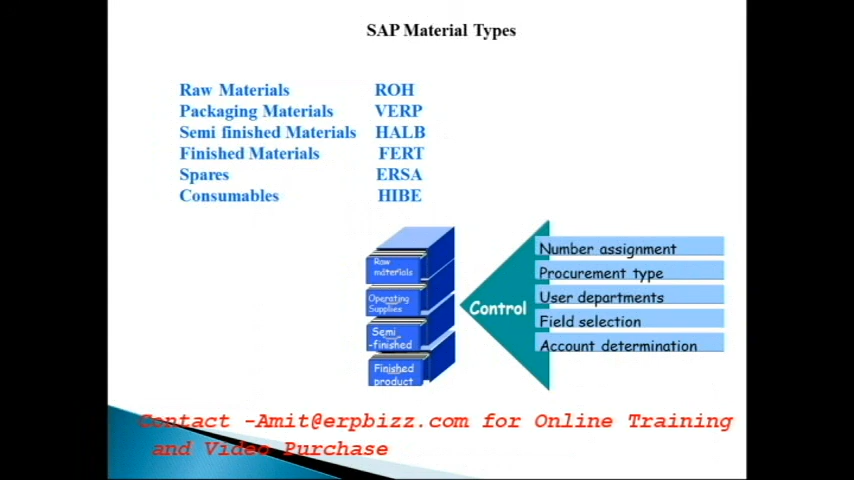 SAP Material Types
Raw Materials ROH
Packaging Materials VERP
Semi finished Materials HALB
Finished Materials FERT
Spares ERSA
Consumables HIBE
Raw
materials
Operating
Supplies
Semi
-finished
Finished
product
Control
Number assignment
Procurement type
User departments
Field selection
Account determination
Contact -Amit@erpbizz.com for Online Training
and Video Purchase